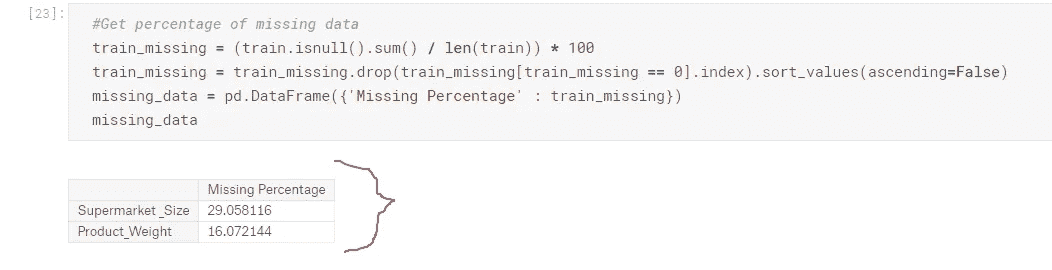 [23]:
#Get percentage of missing data
train_missing = (train.isnull().sum() / len(train)) * 100
train_missing = train_missing.drop(train_missing[train_missing == 0].index).sort_values(ascending=False)
missing_data = pd.DataFrame({'Missing Percentage' : train_missing})
missing_data
Missing Percentage
Supermarket _Size 29.058116
Product_Weight 16.072144